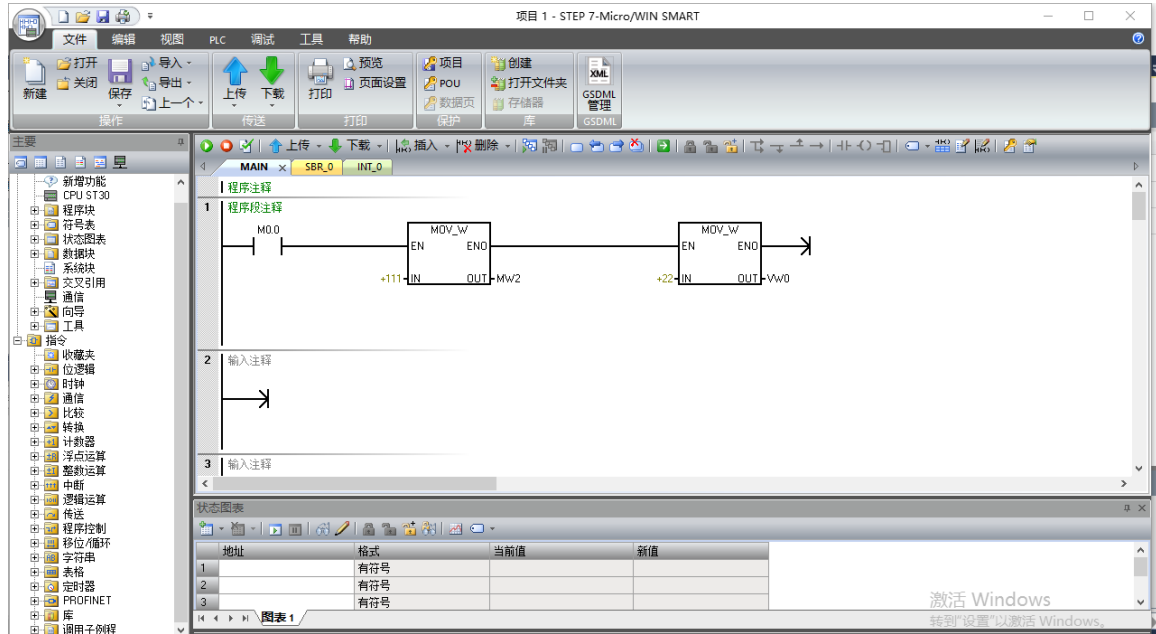 项目 1 - STEP 7-Micro/WIN SMART
文件 编辑 视图 PLC 调试 工具 帮助
新建 打开 关闭 保存 导入 导出 上一个
上传 下载
打印 预览 页面设置
项目 POU 数据页
创建 打开文件夹 存储器
XML GSDML 管理
操作 传送 打印 保护 库 GSDML
主要
上传 下载 插入 删除
MAIN SBR_0 INT_0
新增功能
CPU ST30
程序块
符号表
状态图表
数据块
系统块
交叉引用
通信
向导
工具
指令
收藏夹
位逻辑
时钟
通信
比较
转换
计数器
浮点运算
整数运算
中断
逻辑运算
传送
程序控制
移位/循环
字符串
表格
定时器
PROFINET
库
调用子例程
程序注释
1 程序段注释
M0.0 MOV_W MOV_W
EN ENO EN ENO
+111 IN OUT MW2 +22 IN OUT VW0
2 输入注释
3 输入注释
状态图表
地址 格式 当前值 新值
1 有符号
2 有符号
3 有符号
图表 1
激活 Windows
转到"设置"以激活 Windows。